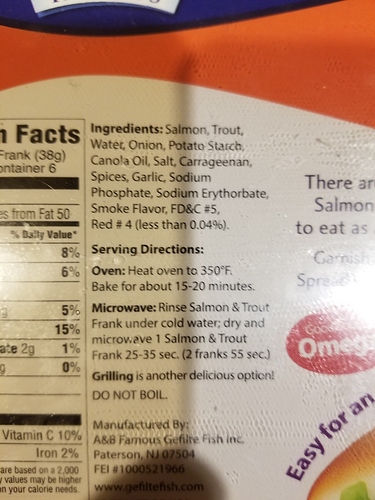 n Facts
Frank (38g)
ontainer 6
es from Fat 50
% Daily Value*
8%
6%
g 5%
15%
ate 2g 1%
g 0%
Vitamin C 10%
Iron 2%
are based on a 2,000
y values may be higher
on your calorie needs.
Ingredients: Salmon, Trout,
Water, Onion, Potato Starch,
Canola Oil, Salt, Carrageenan,
Spices, Garlic, Sodium
Phosphate, Sodium Erythorbate,
Smoke Flavor, FD&C #5,
Red # 4 (less than 0.04%).
Serving Directions:
Oven: Heat oven to 350°F.
Bake for about 15-20 minutes.
Microwave: Rinse Salmon & Trout
Frank under cold water; dry and
microwave 1 Salmon & Trout
Frank 25-35 sec. (2 franks 55 sec.)
Grilling is another delicious option!
DO NOT BOIL.
Manufactured By:
A&B Famous Gefilte Fish Inc.
Paterson, NJ 07504
FEI #1000521966
www.gefiltefish.com
There ar
Salmon
to eat as
Garnish
Spre
Omeg
Easy for an